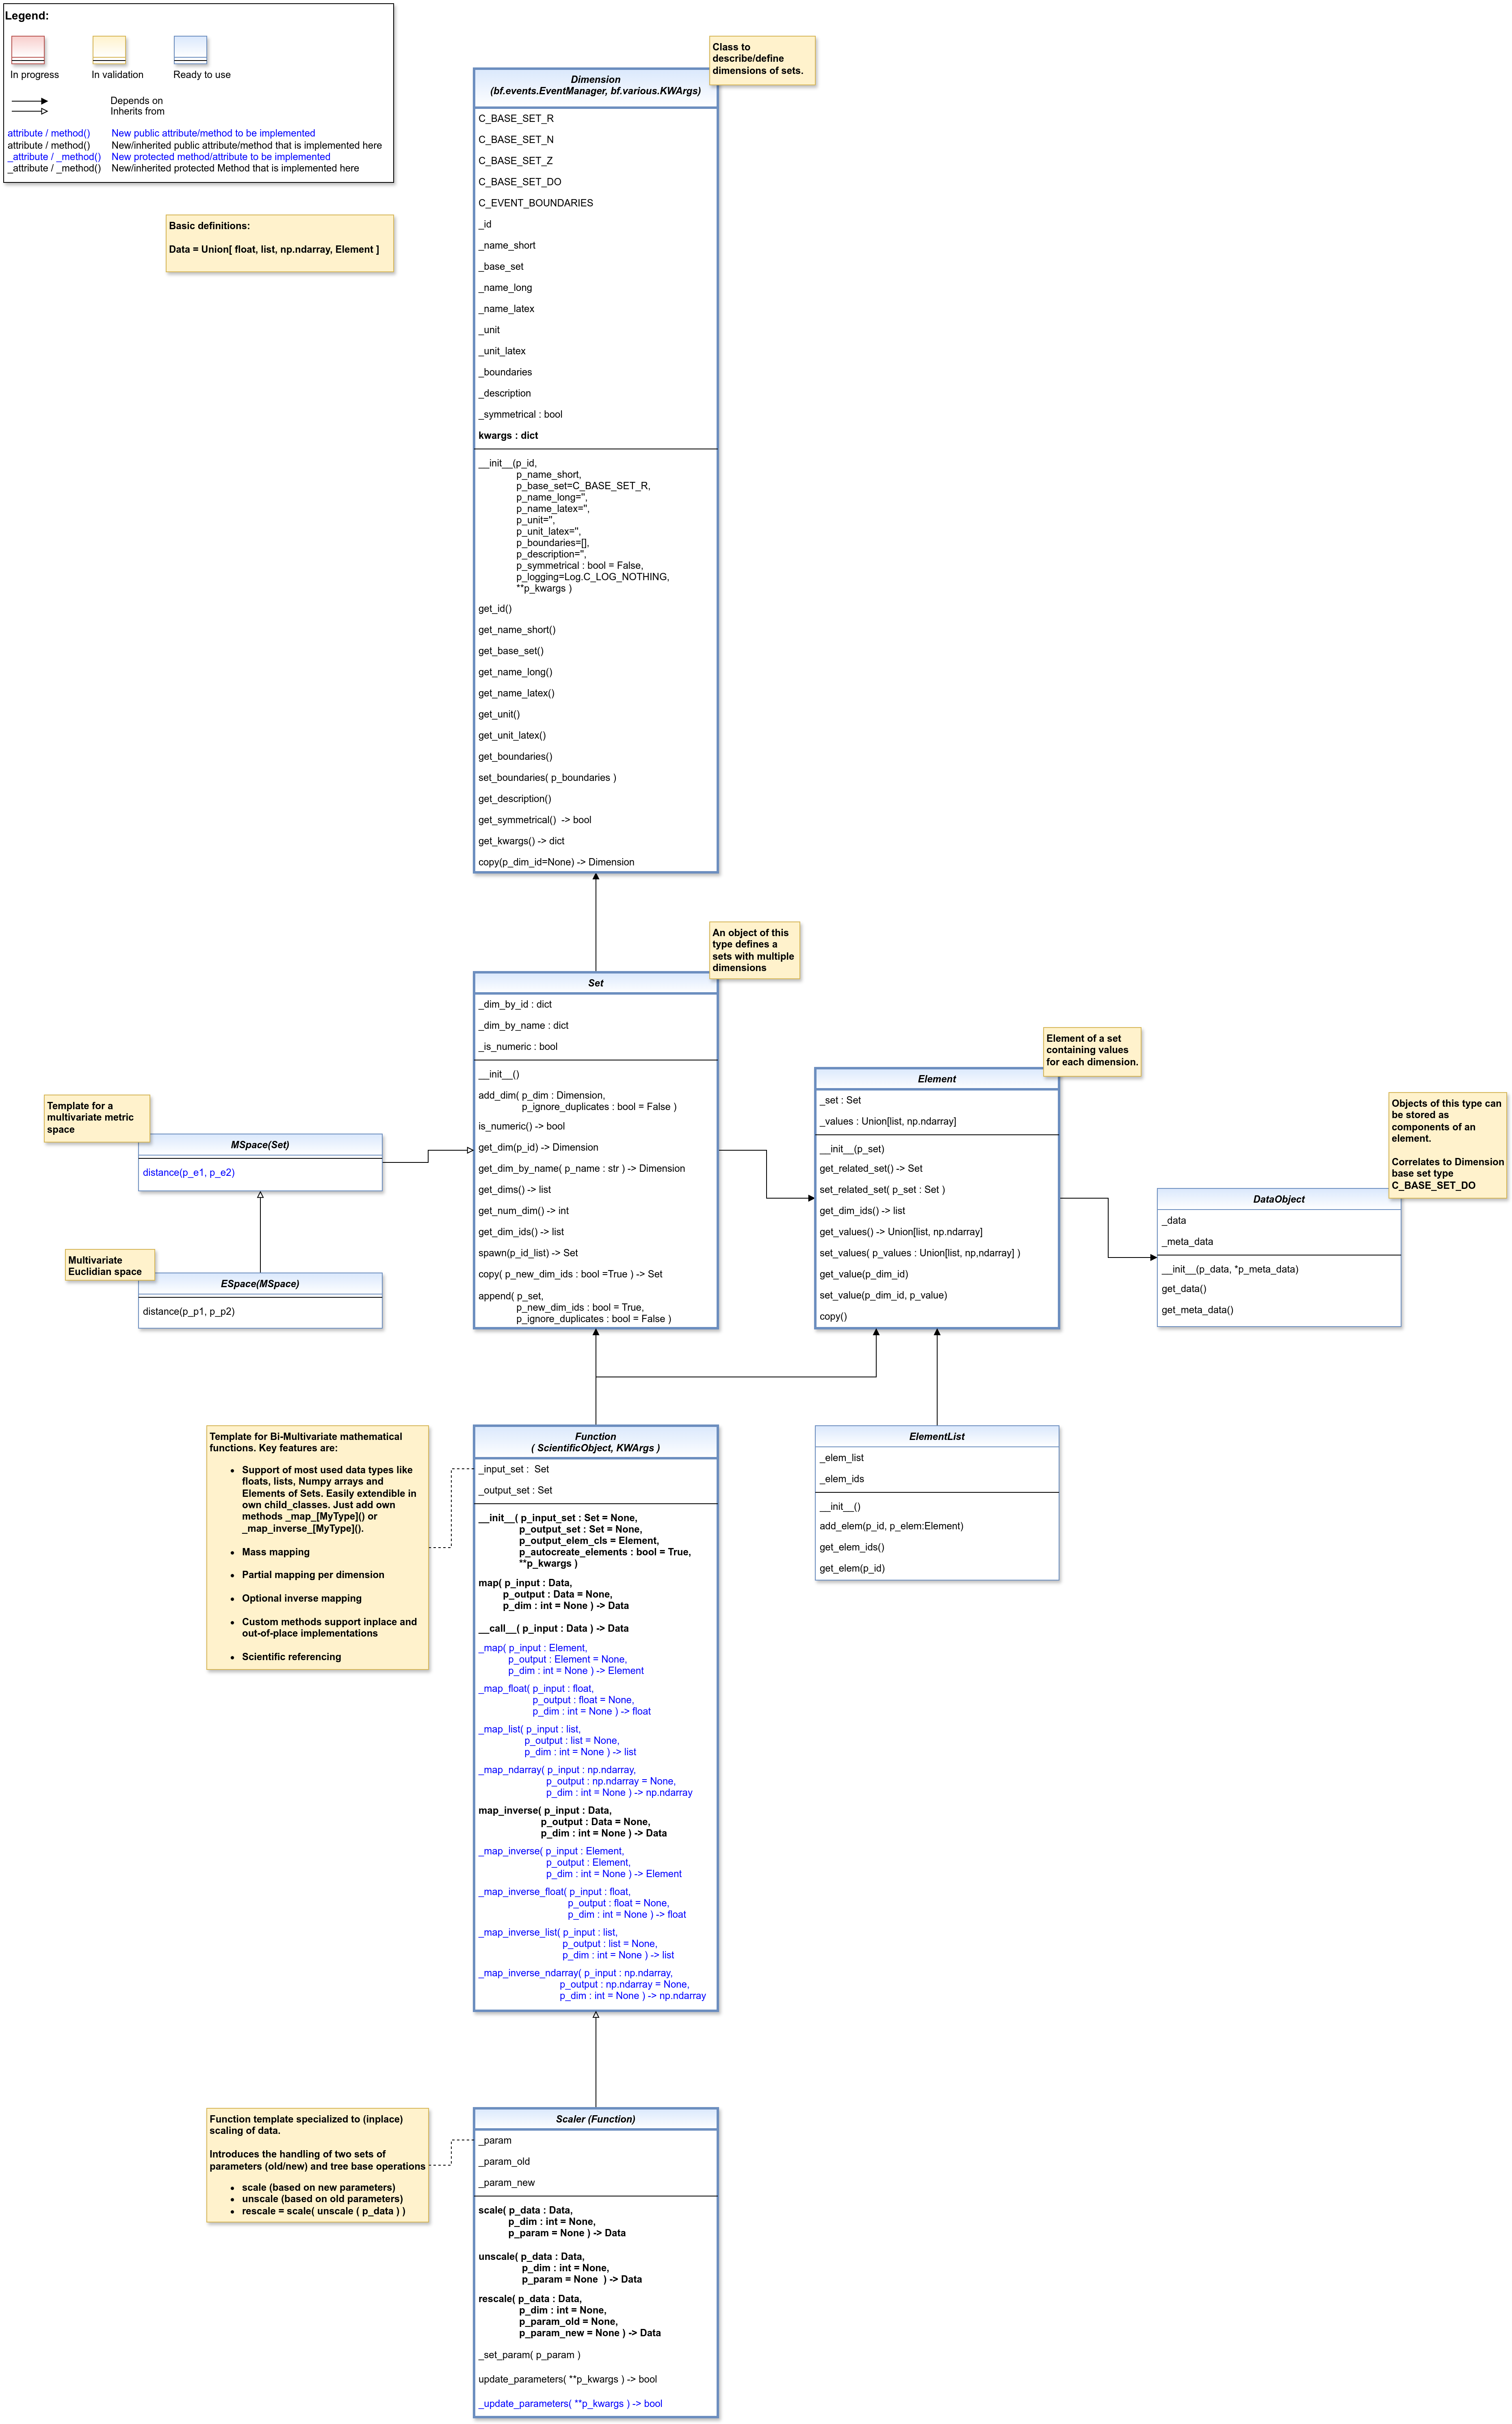 Legend:
In progress
In validation
Ready to use
Depends on
Inherits from
attribute / method() New public attribute/method to be implemented
attribute / method() New/inherited public attribute/method that is implemented here
_attribute / _method() New protected method/attribute to be implemented
_attribute / _method() New/inherited protected Method that is implemented here
Basic definitions:
Data = Union[ float, list, np.ndarray, Element ]
Class to
describe/define
dimensions of sets.
Dimension
(bf.events.EventManager, bf.various.KWArgs)
C_BASE_SET_R
C_BASE_SET_N
C_BASE_SET_Z
C_BASE_SET_DO
C_EVENT_BOUNDARIES
_id
_name_short
_base_set
_name_long
_name_latex
_unit
_unit_latex
_boundaries
_description
_symmetrical : bool
kwargs : dict
__init__(p_id,
p_name_short,
p_base_set=C_BASE_SET_R,
p_name_long='',
p_name_latex='',
p_unit='',
p_unit_latex='',
p_boundaries=[],
p_description='',
p_symmetrical : bool = False,
p_logging=Log.C_LOG_NOTHING,
**p_kwargs )
get_id()
get_name_short()
get_base_set()
get_name_long()
get_name_latex()
get_unit()
get_unit_latex()
get_boundaries()
set_boundaries( p_boundaries )
get_description()
get_symmetrical()  -> bool
get_kwargs() -> dict
copy(p_dim_id=None) -> Dimension
An object of this
type defines a
sets with multiple
dimensions
Set
_dim_by_id : dict
_dim_by_name : dict
_is_numeric : bool
__init__()
add_dim( p_dim : Dimension,
p_ignore_duplicates : bool = False )
is_numeric() -> bool
get_dim(p_id) -> Dimension
get_dim_by_name( p_name : str ) -> Dimension
get_dims() -> list
get_num_dim() -> int
get_dim_ids() -> list
spawn(p_id_list) -> Set
copy( p_new_dim_ids : bool =True ) -> Set
append( p_set,
p_new_dim_ids : bool = True,
p_ignore_duplicates : bool = False )
Template for a
multivariate metric
space
MSpace(Set)
distance(p_e1, p_e2)
Multivariate
Euclidian space
ESpace(MSpace)
distance(p_p1, p_p2)
Element of a set
containing values
for each dimension.
Element
_set : Set
_values : Union[list, np.ndarray]
__init__(p_set)
get_related_set() -> Set
set_related_set( p_set : Set )
get_dim_ids() -> list
get_values() -> Union[list, np.ndarray]
set_values( p_values : Union[list, np,ndarray] )
get_value(p_dim_id)
set_value(p_dim_id, p_value)
copy()
Objects of this type can
be stored as
components of an
element.
Correlates to Dimension
base set type
C_BASE_SET_DO
DataObject
_data
_meta_data
__init__(p_data, *p_meta_data)
get_data()
get_meta_data()
Template for Bi-Multivariate mathematical
functions. Key features are:
• Support of most used data types like
floats, lists, Numpy arrays and
Elements of Sets. Easily extendible in
own child_classes. Just add own
methods _map_[MyType]() or
_map_inverse_[MyType]().
• Mass mapping
• Partial mapping per dimension
• Optional inverse mapping
• Custom methods support inplace and
out-of-place implementations
• Scientific referencing
Function
( ScientificObject, KWArgs )
_input_set :  Set
_output_set : Set
__init__( p_input_set : Set = None,
p_output_set : Set = None,
p_output_elem_cls = Element,
p_autocreate_elements : bool = True,
**p_kwargs )
map( p_input : Data,
p_output : Data = None,
p_dim : int = None ) -> Data
__call__( p_input : Data ) -> Data
_map( p_input : Element,
p_output : Element = None,
p_dim : int = None ) -> Element
_map_float( p_input : float,
p_output : float = None,
p_dim : int = None ) -> float
_map_list( p_input : list,
p_output : list = None,
p_dim : int = None ) -> list
_map_ndarray( p_input : np.ndarray,
p_output : np.ndarray = None,
p_dim : int = None ) -> np.ndarray
map_inverse( p_input : Data,
p_output : Data = None,
p_dim : int = None ) -> Data
_map_inverse( p_input : Element,
p_output : Element,
p_dim : int = None ) -> Element
_map_inverse_float( p_input : float,
p_output : float = None,
p_dim : int = None ) -> float
_map_inverse_list( p_input : list,
p_output : list = None,
p_dim : int = None ) -> list
_map_inverse_ndarray( p_input : np.ndarray,
p_output : np.ndarray = None,
p_dim : int = None ) -> np.ndarray
ElementList
_elem_list
_elem_ids
__init__()
add_elem(p_id, p_elem:Element)
get_elem_ids()
get_elem(p_id)
Function template specialized to (inplace)
scaling of data.
Introduces the handling of two sets of
parameters (old/new) and tree base operations
• scale (based on new parameters)
• unscale (based on old parameters)
• rescale = scale( unscale ( p_data ) )
Scaler (Function)
_param
_param_old
_param_new
scale( p_data : Data,
p_dim : int = None,
p_param = None ) -> Data
unscale( p_data : Data,
p_dim : int = None,
p_param = None  ) -> Data
rescale( p_data : Data,
p_dim : int = None,
p_param_old = None,
p_param_new = None ) -> Data
_set_param( p_param )
update_parameters( **p_kwargs ) -> bool
_update_parameters( **p_kwargs ) -> bool